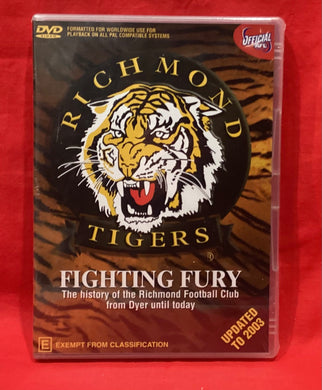 DVD
VIDEO
FORMATTED FOR WORLDWIDE USE FOR
PLAYBACK ON ALL PAL COMPATIBLE SYSTEMS
OFFICIAL
RICHMOND
TIGERS
®
FIGHTING FURY
The history of the Richmond Football Club
from Dyer until today
UPDATED
TO 2003
E EXEMPT FROM CLASSIFICATION